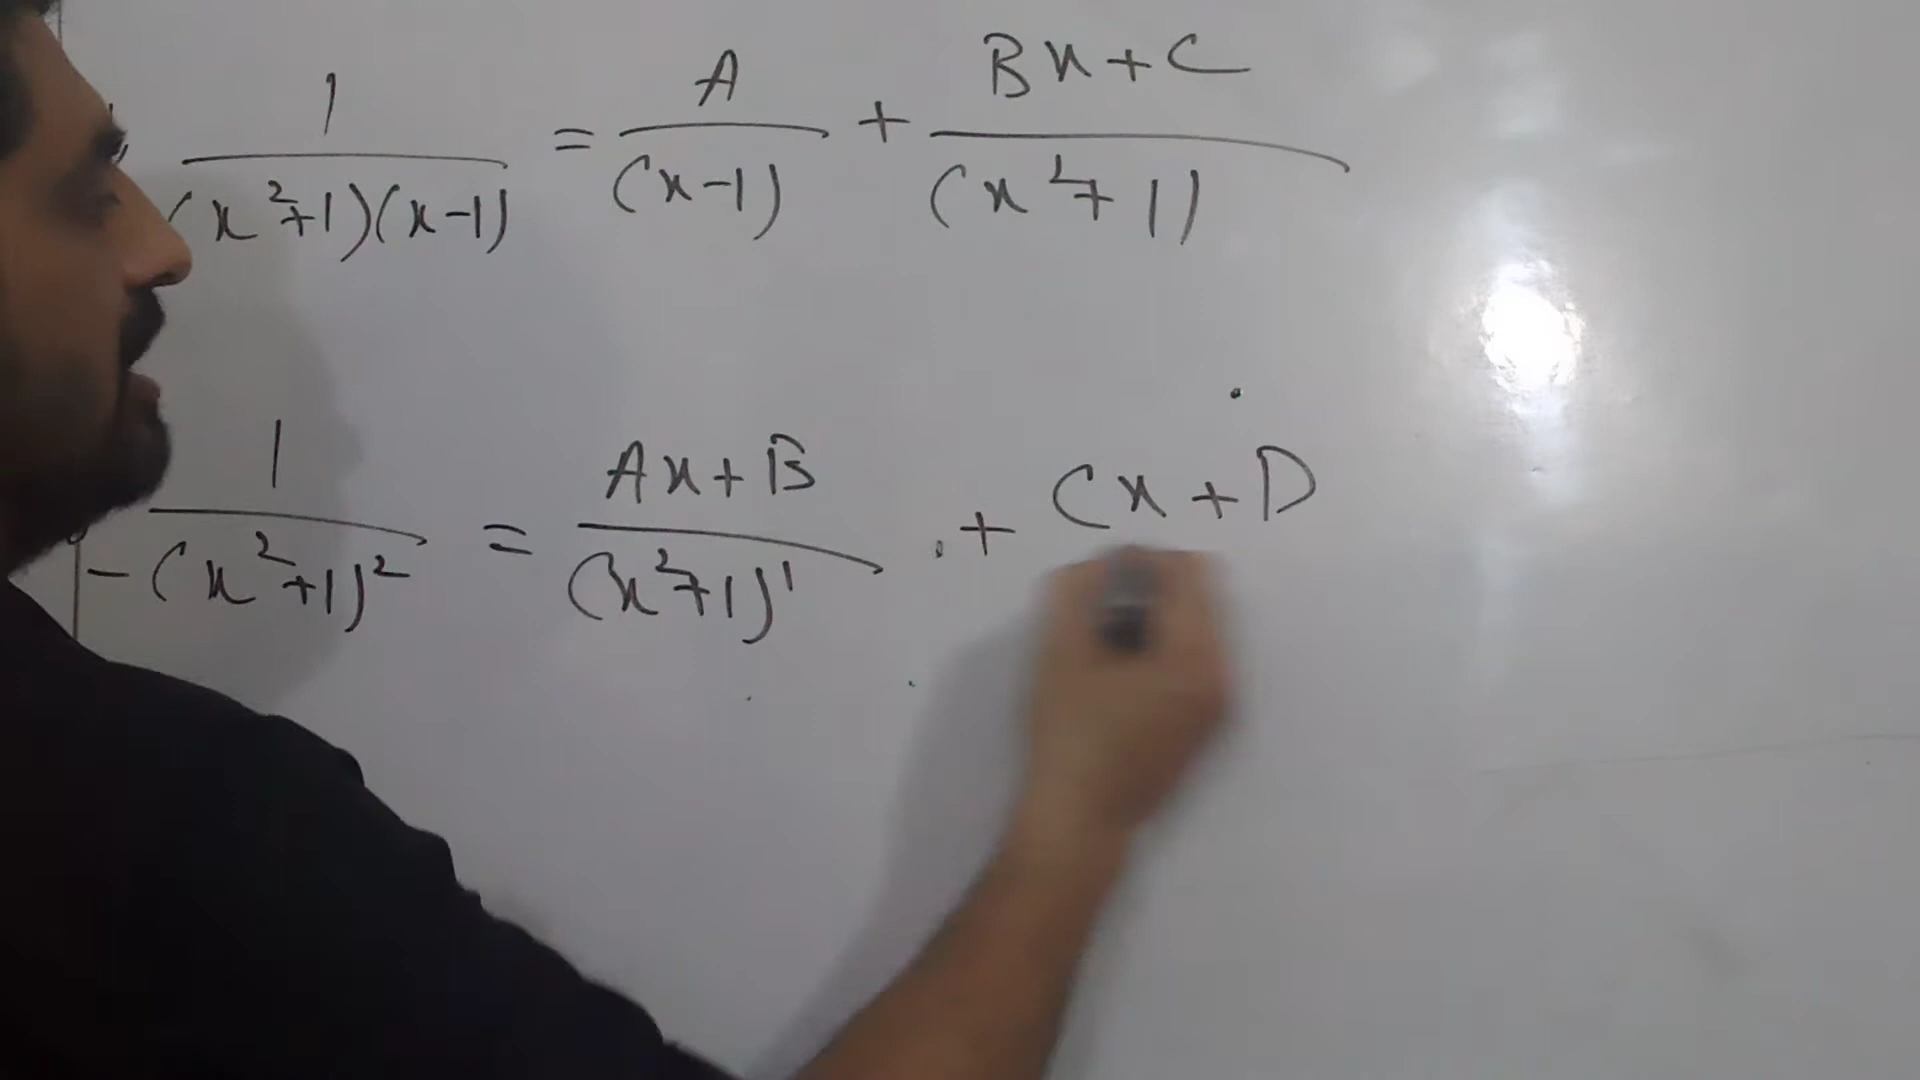 1/((x²+1)(x-1)) = A/(x-1) + (Bx+C)/(x²+1)
1/(x²+1)² = (Ax+B)/(x²+1)¹ + Cx+D